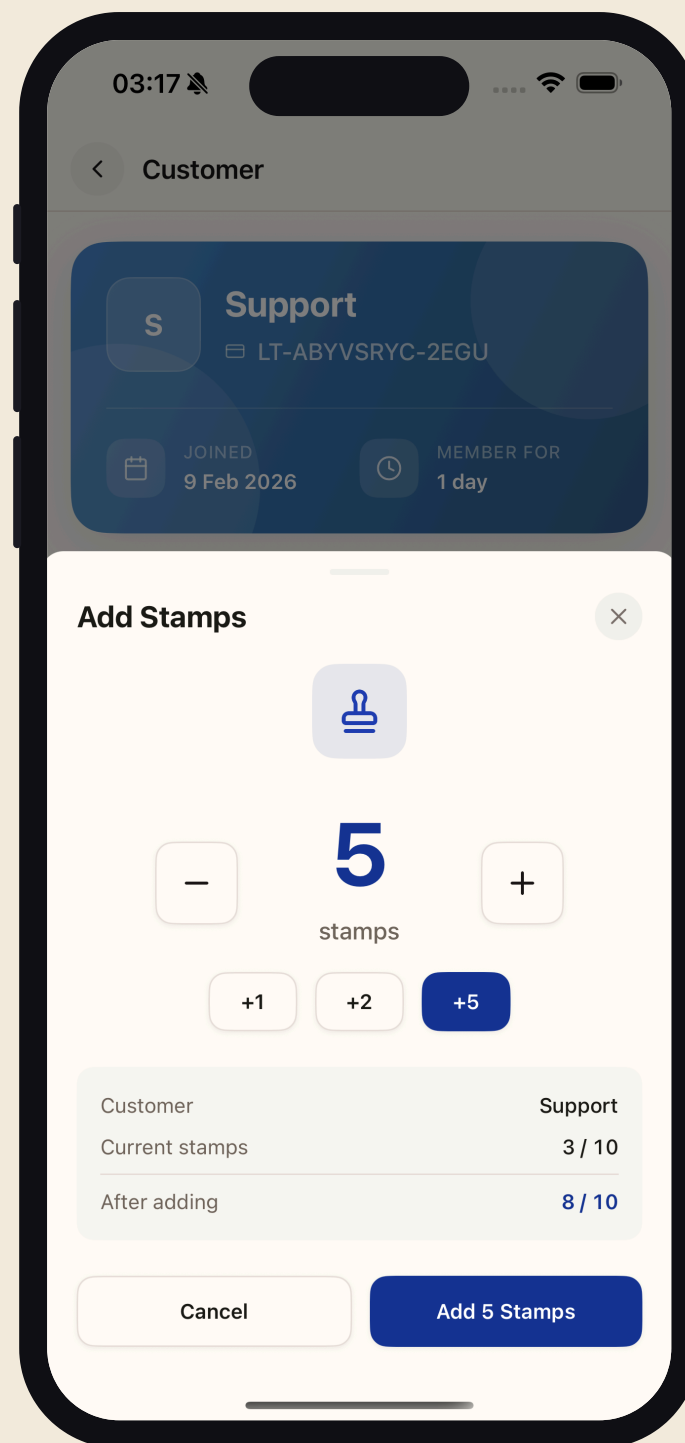 03:17
Customer
S
Support
LT-ABYVSRYC-2EGU
JOINED
9 Feb 2026
MEMBER FOR
1 day
Add Stamps
5
stamps
+1 +2 +5
Customer Support
Current stamps 3 / 10
After adding 8 / 10
Cancel Add 5 Stamps